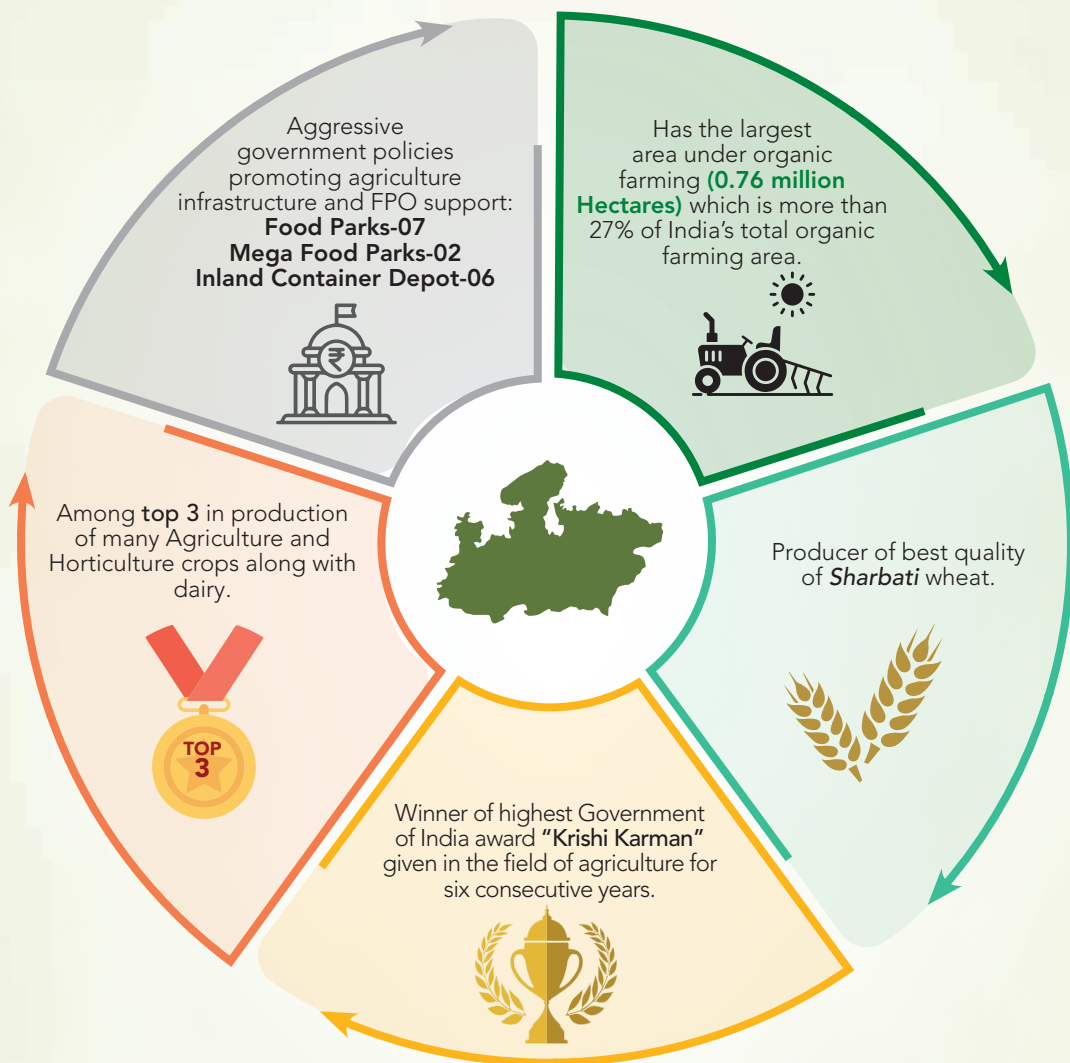 Aggressive
government policies
promoting agriculture
infrastructure and FPO support:
Food Parks-07
Mega Food Parks-02
Inland Container Depot-06
₹
Has the largest
area under organic
farming (0.76 million
Hectares) which is more than
27% of India's total organic
farming area.
Producer of best quality
of Sharbati wheat.
Winner of highest Government
of India award “Krishi Karman”
given in the field of agriculture for
six consecutive years.
Among top 3 in production
of many Agriculture and
Horticulture crops along with
dairy.
TOP
3